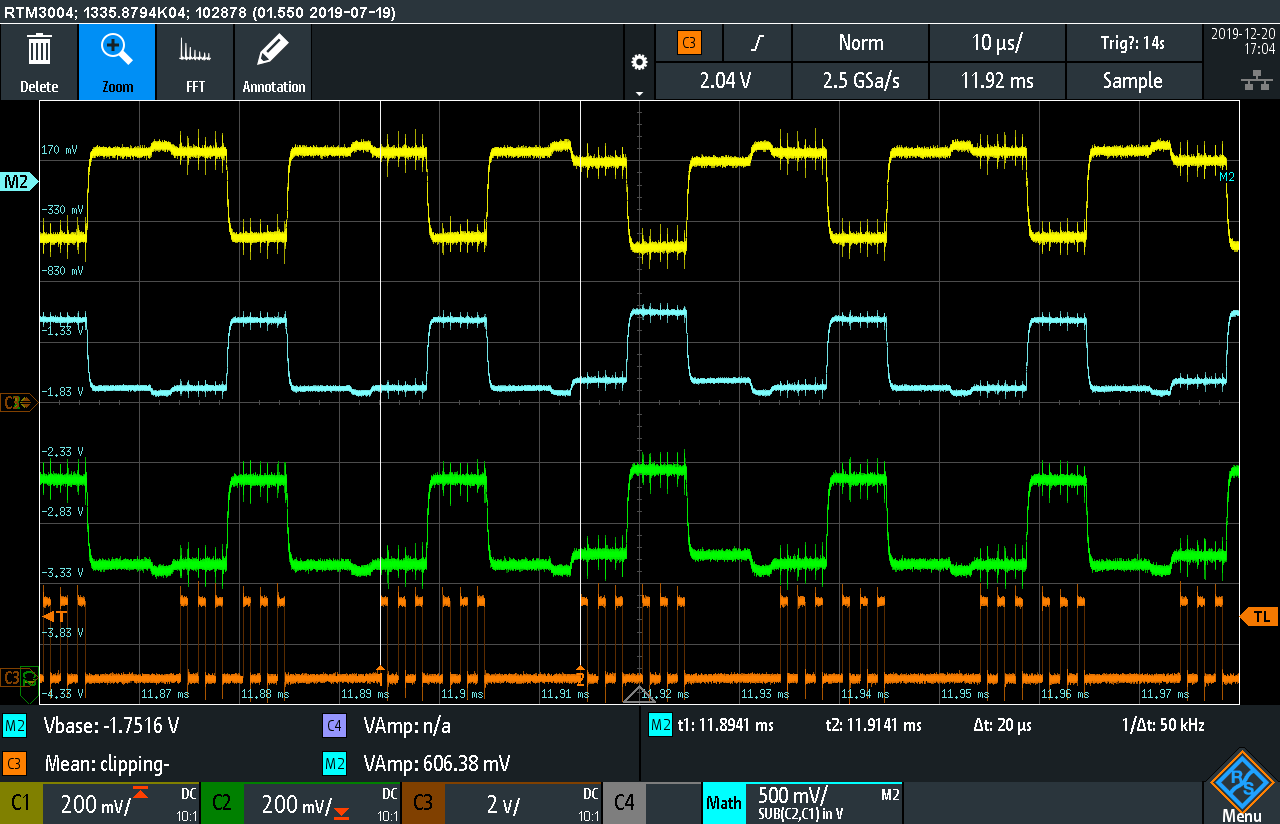 RTM3004; 1335.8794K04; 102878 (01.550 2019-07-19)
Delete
Zoom
FFT
Annotation
C3
Norm
10 µs/
Trig?: 14s
2019-12-20
17:04
2.04 V
2.5 GSa/s
11.92 ms
Sample
170 mV
M2
M2
-330 mV
-830 mV
-1.33 V
-1.83 V
-2.33 V
-2.83 V
-3.33 V
T
TL
-3.83 V
C3
-4.33 V
11.87 ms
11.88 ms
11.89 ms
11.9 ms
11.91 ms
11.92 ms
11.93 ms
11.94 ms
11.95 ms
11.96 ms
11.97 ms
M2 Vbase: -1.7516 V
C4 VAmp: n/a
M2 t1: 11.8941 ms t2: 11.9141 ms Δt: 20 µs 1/Δt: 50 kHz
C3 Mean: clipping-
M2 VAmp: 606.38 mV
C1 200 mV/ DC 10:1
C2 200 mV/ DC 10:1
C3 2 V/ DC 10:1
C4
Math 500 mV/ M2
SUB(C2,C1) in V
R&S
Menu